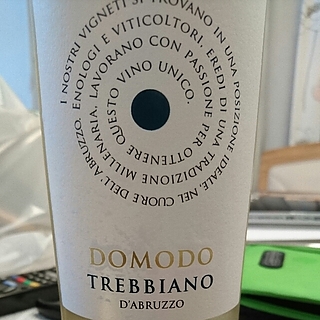 I NOSTRI VIGNETI SI TROVANO IN UNA POSIZIONE IDEALE, NEL CUORE DELL'ABRUZZO. ENOLOGI E VITICOLTORI, EREDI DI UNA TRADIZIONE MILLENARIA, LAVORANO CON PASSIONE PER OTTENERE QUESTO VINO UNICO.
DOMODO
TREBBIANO
D'ABRUZZO